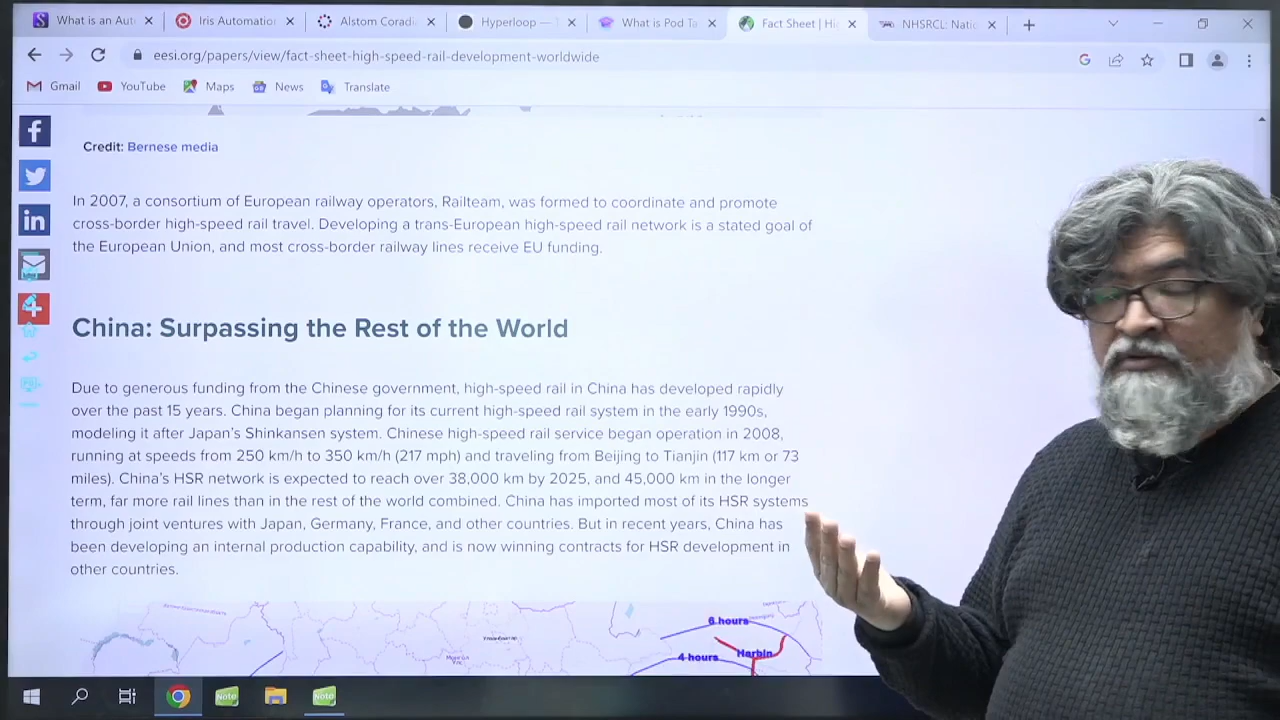 What is an Aut
Iris Automation
Alstom Coradi
Hyperloop —
What is Pod Ta
Fact Sheet | Hi
NHSRCL: Natio
eesi.org/papers/view/fact-sheet-high-speed-rail-development-worldwide
Gmail
YouTube
Maps
News
Translate
Credit: Bernese media
In 2007, a consortium of European railway operators, Railteam, was formed to coordinate and promote
cross-border high-speed rail travel. Developing a trans-European high-speed rail network is a stated goal of
the European Union, and most cross-border railway lines receive EU funding.
China: Surpassing the Rest of the World
Due to generous funding from the Chinese government, high-speed rail in China has developed rapidly
over the past 15 years. China began planning for its current high-speed rail system in the early 1990s,
modeling it after Japan’s Shinkansen system. Chinese high-speed rail service began operation in 2008,
running at speeds from 250 km/h to 350 km/h (217 mph) and traveling from Beijing to Tianjin (117 km or 73
miles). China’s HSR network is expected to reach over 38,000 km by 2025, and 45,000 km in the longer
term, far more rail lines than in the rest of the world combined. China has imported most of its HSR systems
through joint ventures with Japan, Germany, France, and other countries. But in recent years, China has
been developing an internal production capability, and is now winning contracts for HSR development in
other countries.
6 hours
4 hours
Harbin
Note
Note